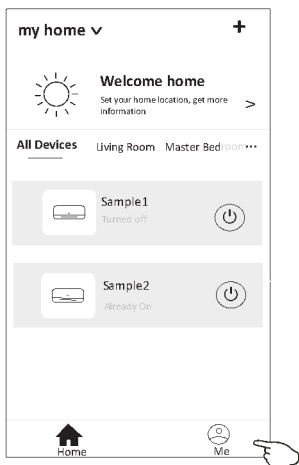 my home
Welcome home
Set your home location, get more
information
All Devices Living Room Master Bedroom
Sample1
Turned off
Sample2
Already On
Home Me